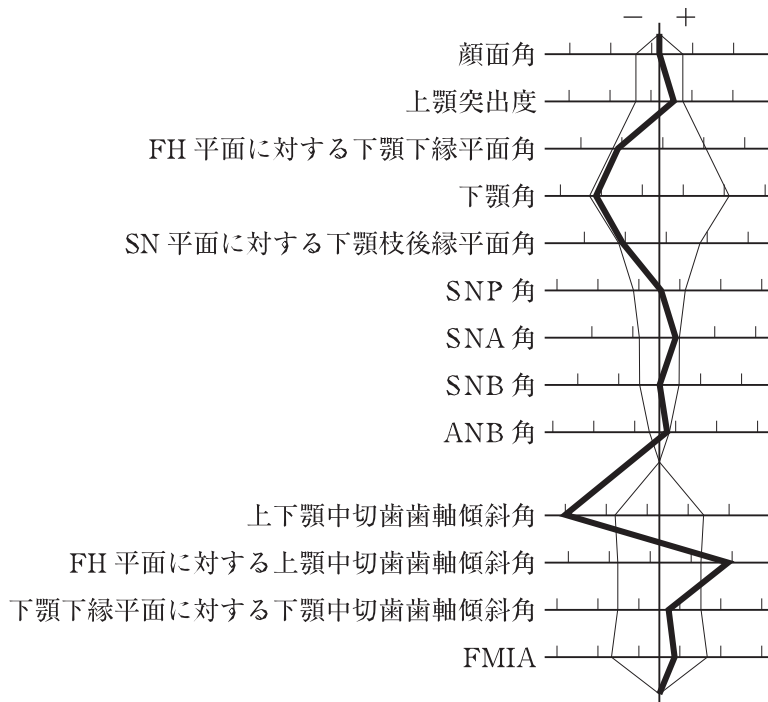 − +
顔面角
上顎突出度
FH 平面に対する下顎下縁平面角
下顎角
SN 平面に対する下顎枝後縁平面角
SNP 角
SNA 角
SNB 角
ANB 角
上下顎中切歯歯軸傾斜角
FH 平面に対する上顎中切歯歯軸傾斜角
下顎下縁平面に対する下顎中切歯歯軸傾斜角
FMIA